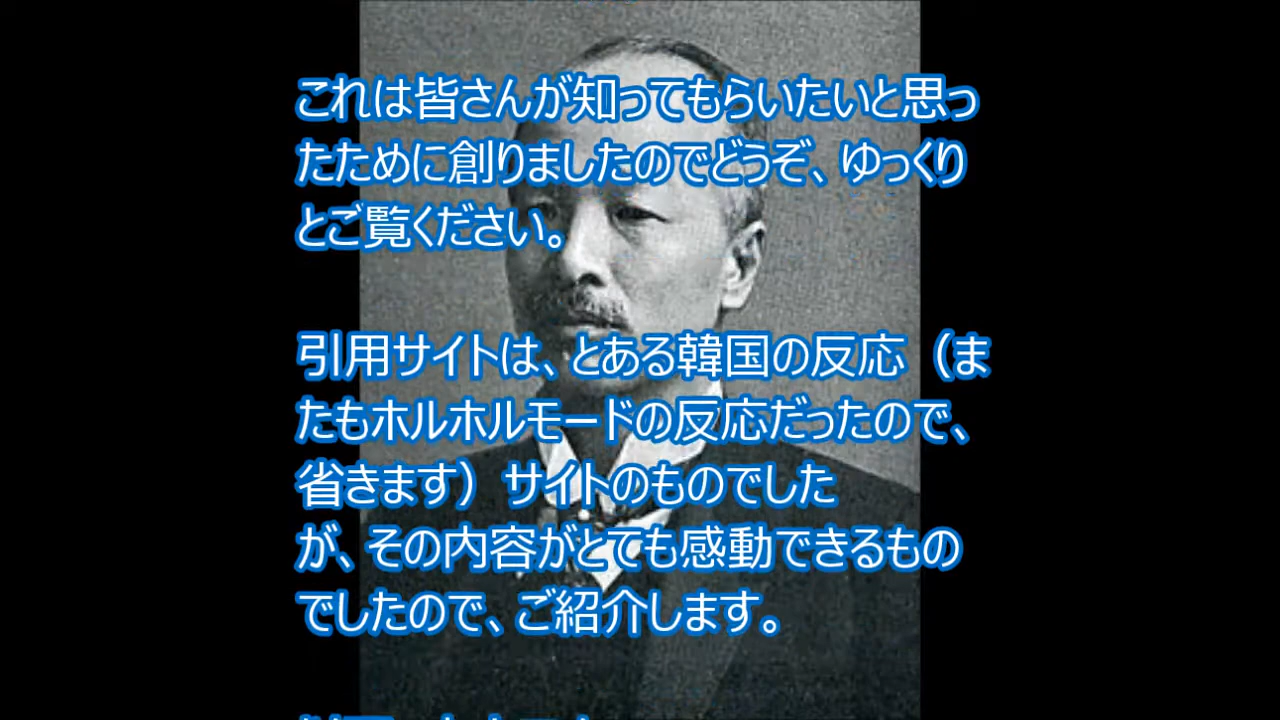 これは皆さんが知ってもらいたいと思っ
たために創りましたのでどうぞ、ゆっくり
とご覧ください。
引用サイトは、とある韓国の反応（ま
たもホルホルモードの反応だったので、
省きます）サイトのものでした
が、その内容がとても感動できるもの
でしたので、ご紹介します。